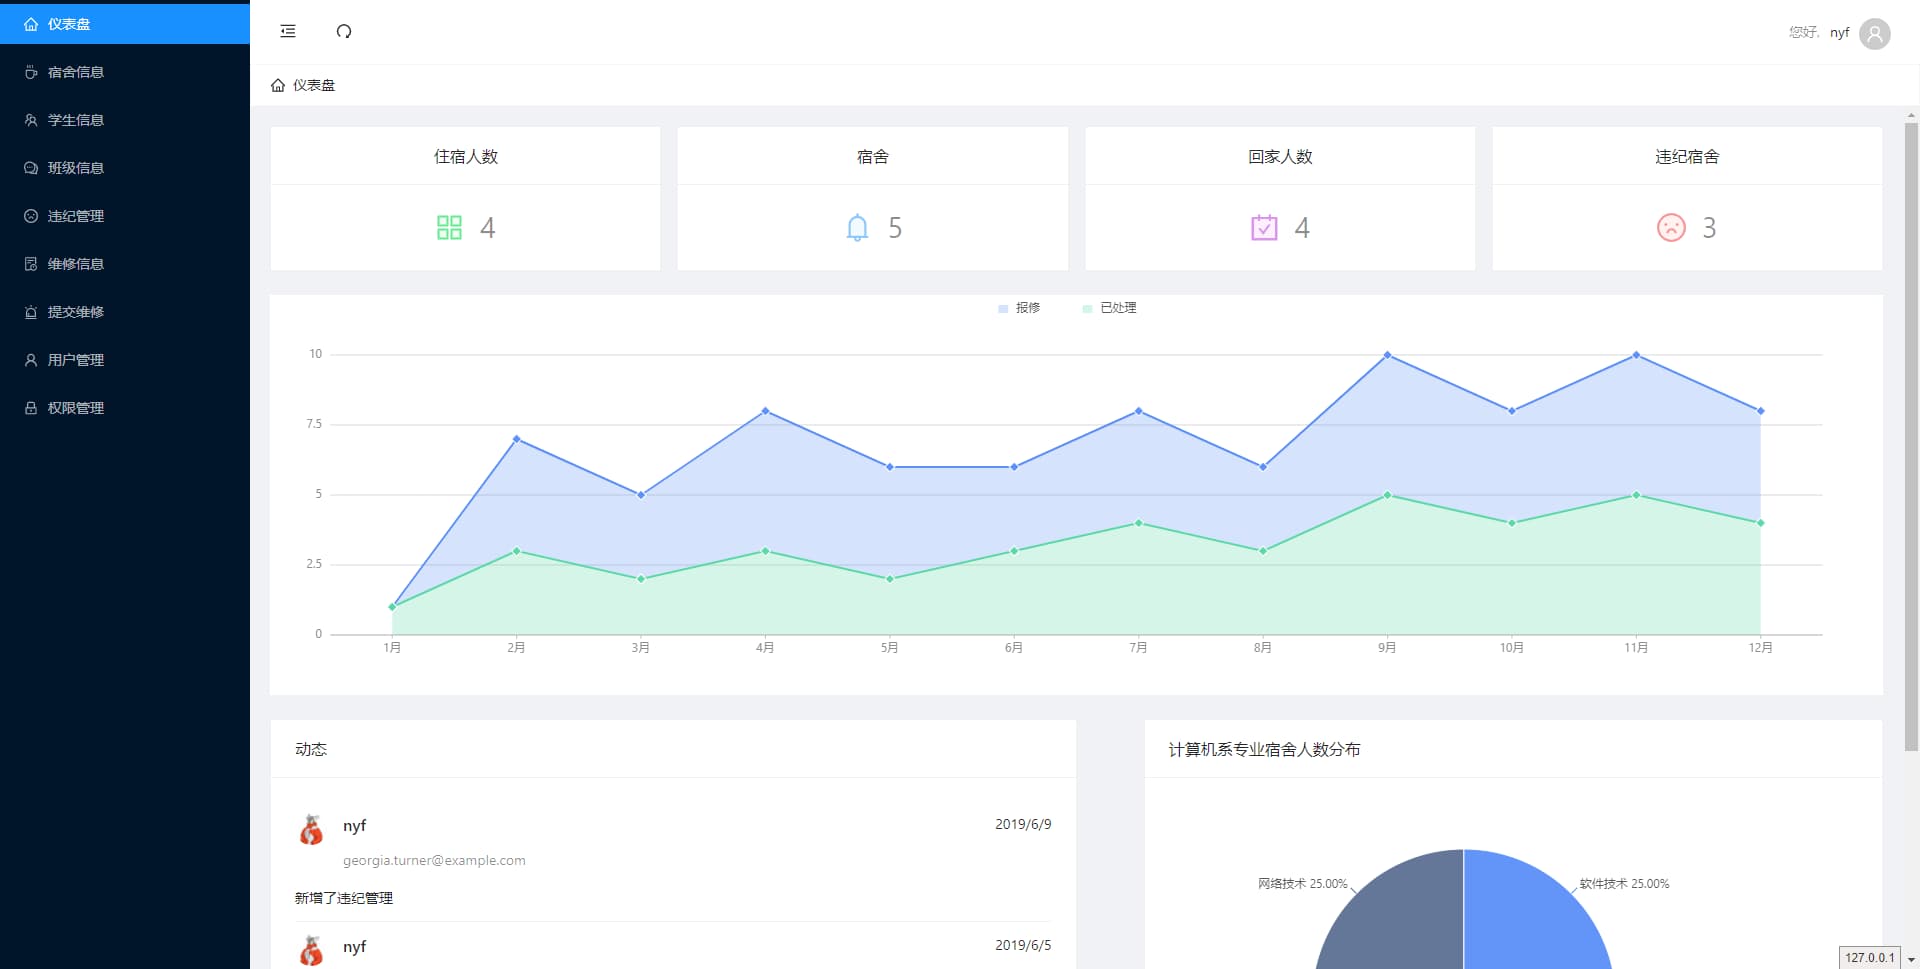 仪表盘
宿舍信息
学生信息
班级信息
违纪管理
维修信息
提交维修
用户管理
权限管理
您好, nyf
仪表盘
住宿人数
4
宿舍
5
回家人数
4
违纪宿舍
3
报修 已处理
10
7.5
5
2.5
0
1月 2月 3月 4月 5月 6月 7月 8月 9月 10月 11月 12月
动态
nyf 2019/6/9
georgia.turner@example.com
新增了违纪管理
nyf 2019/6/5
计算机系专业宿舍人数分布
网络技术 25.00% 软件技术 25.00%
127.0.0.1